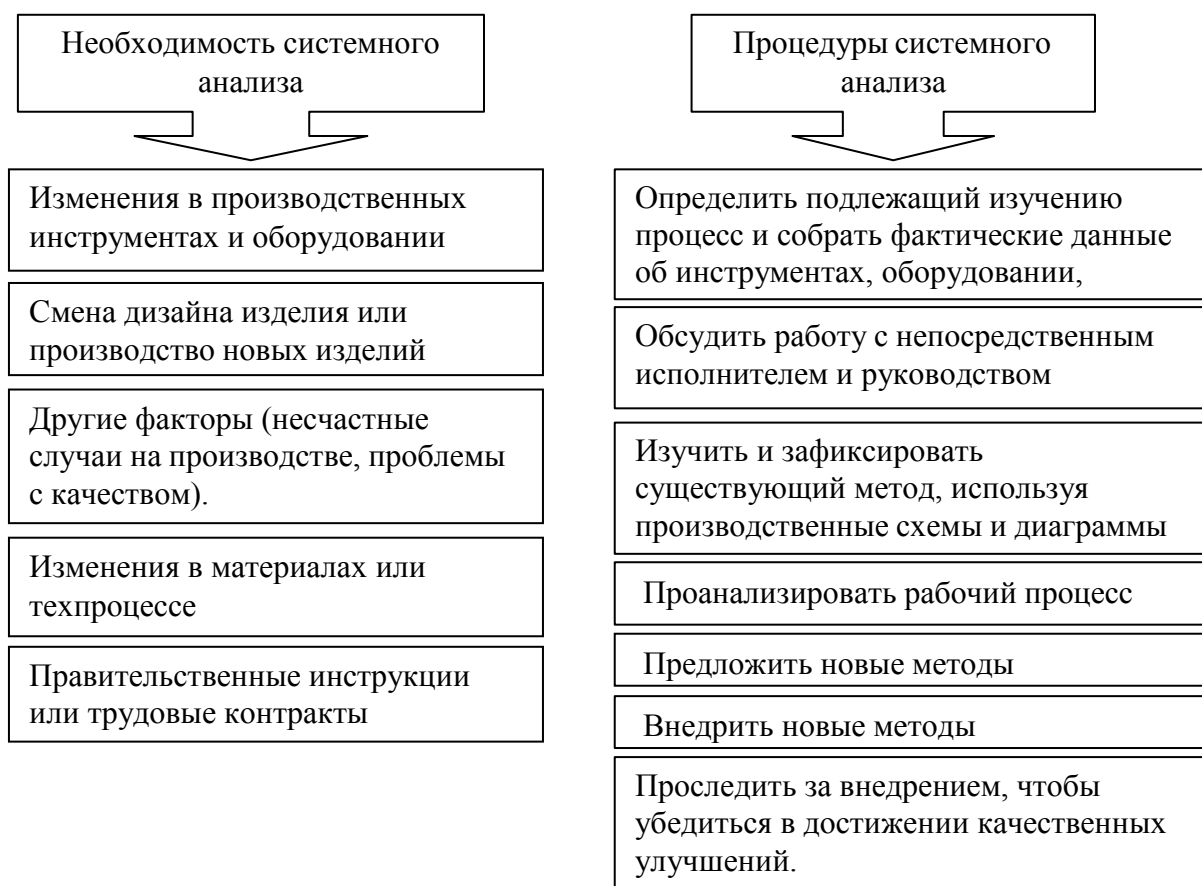 Необходимость системного
анализа
Изменения в производственных
инструментах и оборудовании
Смена дизайна изделия или
производство новых изделий
Другие факторы (несчастные
случаи на производстве, проблемы
с качеством).
Изменения в материалах или
техпроцессе
Правительственные инструкции
или трудовые контракты
Процедуры системного
анализа
Определить подлежащий изучению
процесс и собрать фактические данные
об инструментах, оборудовании,
Обсудить работу с непосредственным
исполнителем и руководством
Изучить и зафиксировать
существующий метод, используя
производственные схемы и диаграммы
Проанализировать рабочий процесс
Предложить новые методы
Внедрить новые методы
Проследить за внедрением, чтобы
убедиться в достижении качественных
улучшений.